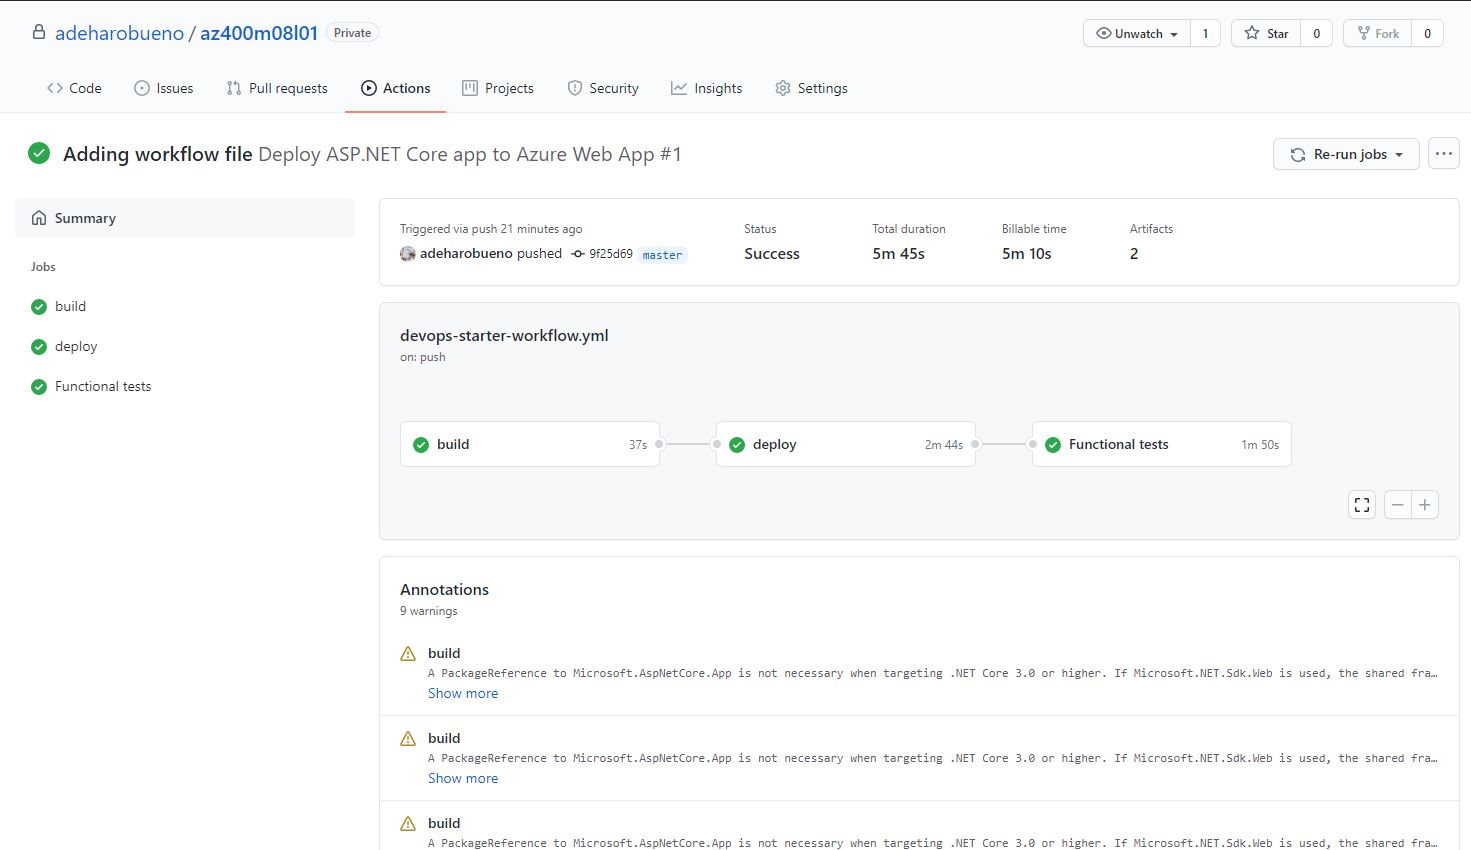 adeharobueno / az400m08l01 Private
Unwatch 1 Star 0 Fork 0
Code Issues Pull requests Actions Projects Security Insights Settings
Adding workflow file Deploy ASP.NET Core app to Azure Web App #1
Re-run jobs
Summary
Jobs
build
deploy
Functional tests
Triggered via push 21 minutes ago
adeharobueno pushed 9f25d69 master
Status
Success
Total duration
5m 45s
Billable time
5m 10s
Artifacts
2
devops-starter-workflow.yml
on: push
build 37s
deploy 2m 44s
Functional tests 1m 50s
Annotations
9 warnings
build
A PackageReference to Microsoft.AspNetCore.App is not necessary when targeting .NET Core 3.0 or higher. If Microsoft.NET.Sdk.Web is used, the shared fra…
Show more
build
A PackageReference to Microsoft.AspNetCore.App is not necessary when targeting .NET Core 3.0 or higher. If Microsoft.NET.Sdk.Web is used, the shared fra…
Show more
build
A PackageReference to Microsoft.AspNetCore.App is not necessary when targeting .NET Core 3.0 or higher. If Microsoft.NET.Sdk.Web is used, the shared fra…